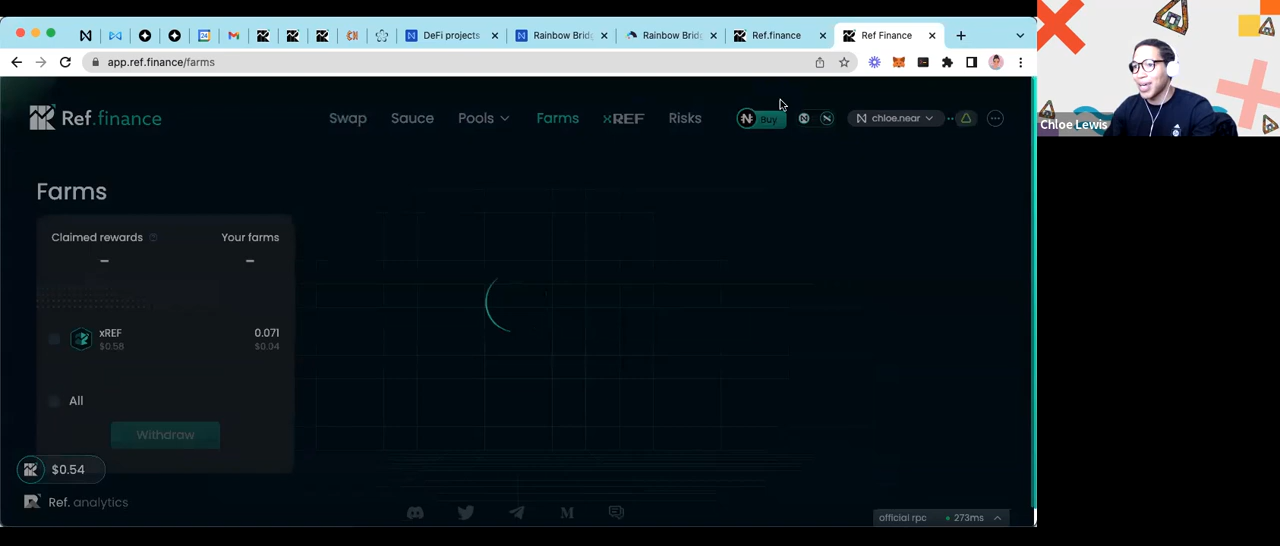 DeFi projects
Rainbow Bridg
Rainbow Bridg
Ref.finance
Ref Finance
app.ref.finance/farms
Chloe Lewis
Ref.finance
Swap
Sauce
Pools
Farms
xREF
Risks
Buy
chloe.near
Farms
Claimed rewards
Your farms
–
–
xREF
0.071
$0.58
$0.04
All
Withdraw
$0.54
Ref. analytics
official rpc
273ms